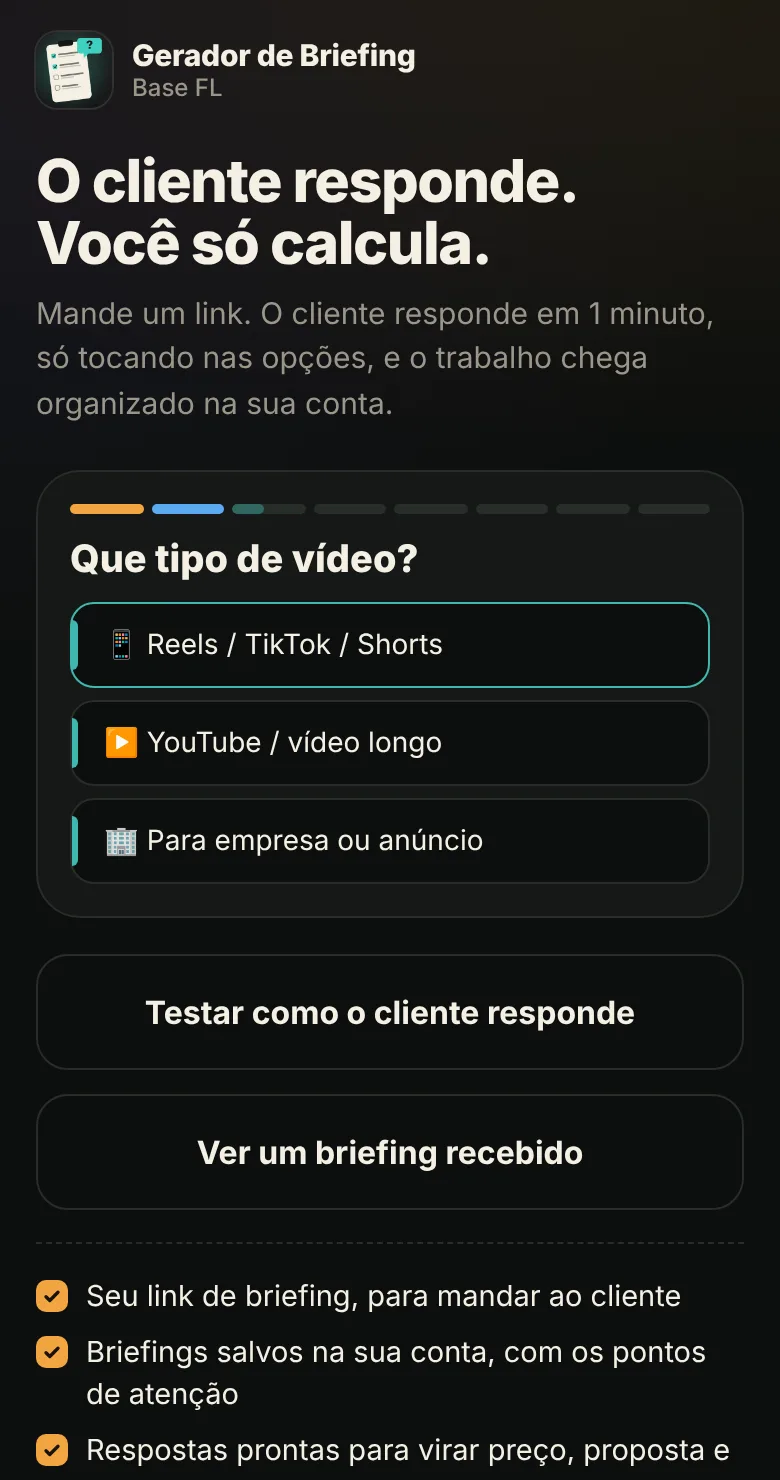 ?
Gerador de Briefing
Base FL
O cliente responde.
Você só calcula.
Mande um link. O cliente responde em 1 minuto,
só tocando nas opções, e o trabalho chega
organizado na sua conta.
Que tipo de vídeo?
Reels / TikTok / Shorts
YouTube / vídeo longo
Para empresa ou anúncio
Testar como o cliente responde
Ver um briefing recebido
Seu link de briefing, para mandar ao cliente
Briefings salvos na sua conta, com os pontos
de atenção
Respostas prontas para virar preço, proposta e